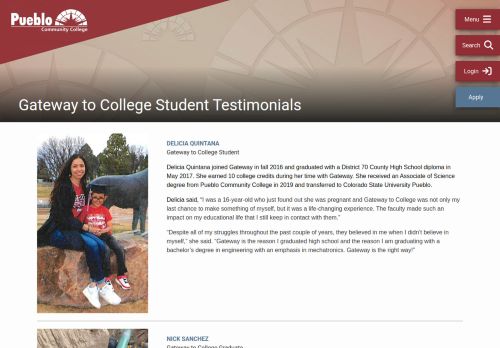 Pueblo
Community College
Menu
Search
Login
Apply
Gateway to College Student Testimonials
DELICIA QUINTANA
Gateway to College Student
Delicia Quintana joined Gateway in fall 2016 and graduated with a District 70 County High School diploma in
May 2017. She earned 10 college credits during her time with Gateway. She received an Associate of Science
degree from Pueblo Community College in 2019 and transferred to Colorado State University Pueblo.
Delicia said, "I was a 16-year-old who just found out she was pregnant and Gateway to College was not only my
last chance to make something of myself, but it was a life-changing experience. The faculty made such an
impact on my educational life that I still keep in contact with them."
"Despite all of my struggles throughout the past couple of years, they believed in me when I didn't believe in
myself," she said. "Gateway is the reason I graduated high school and the reason I am graduating with a
bachelor's degree in engineering with an emphasis in mechatronics. Gateway is the right way!"
NICK SANCHEZ
Gateway to College Graduate